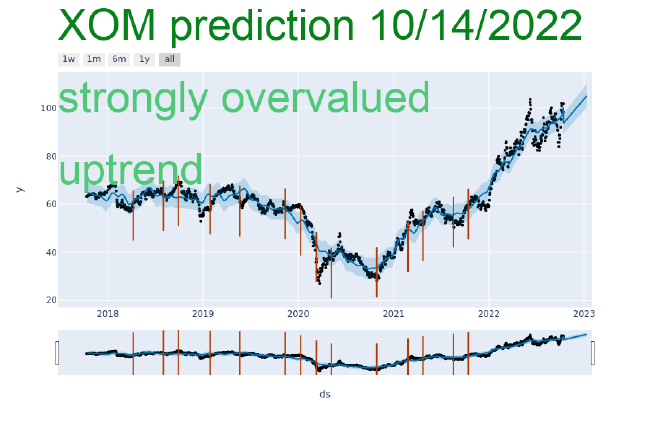 XOM prediction 10/14/2022
1w 1m 6m 1y all
strongly overvalued
uptrend
100
80
60
40
20
y
2018 2019 2020 2021 2022 2023
ds